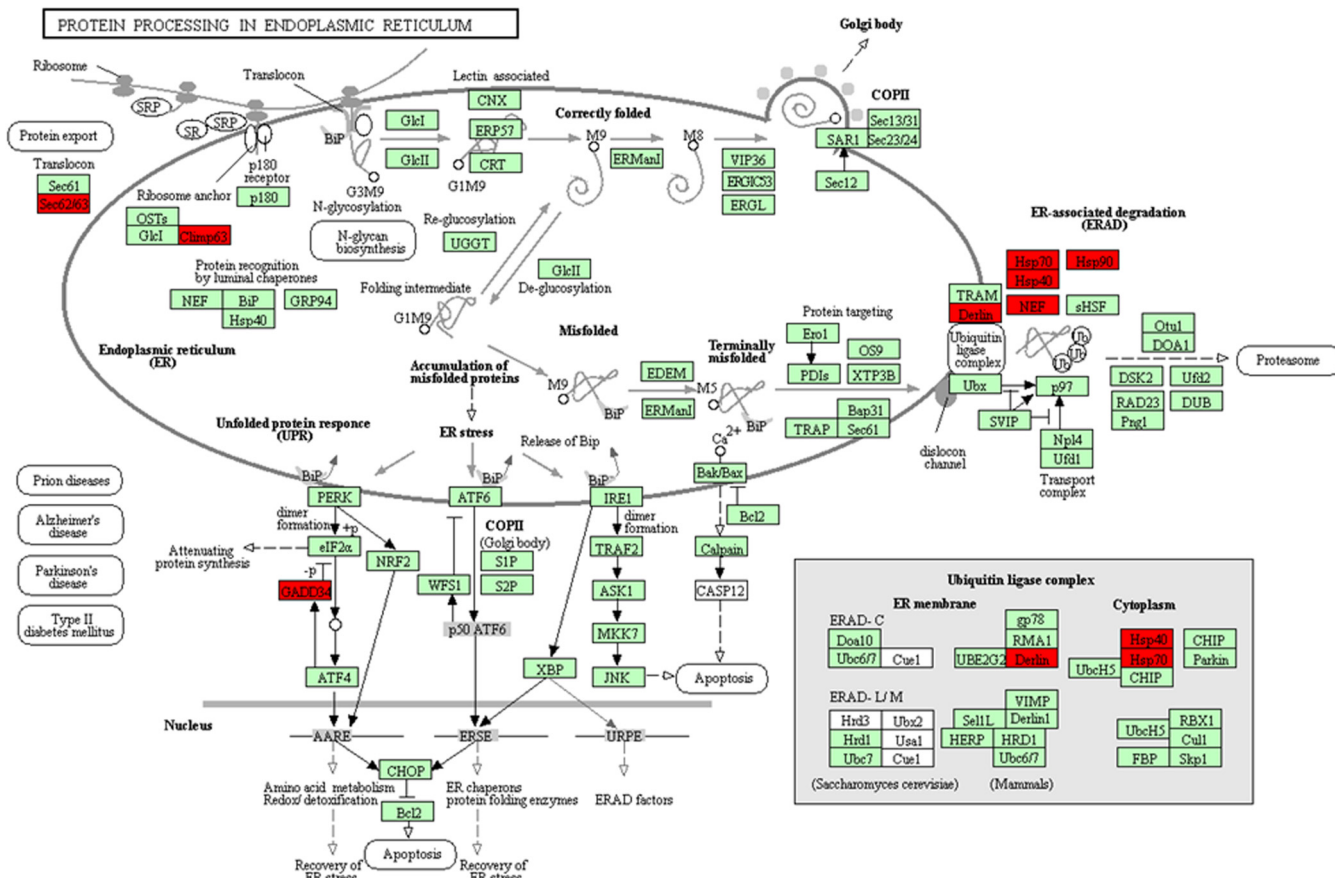 PROTEIN PROCESSING IN ENDOPLASMIC RETICULUM
Golgi body
Ribosome
Translocon
Lectin associated
SRP
SR
SRP
BiP
GlcI
GlcII
CNX
ERP57
CRT
G3M9
G1M9
N-glycosylation
Correctly folded
M9
M8
ERManI
VIP36
ERGIC53
ERGL
COPII
SAR1
Sec13/31
Sec23/24
Sec12
Protein export
Translocon
Sec61
Sec62/63
Ribosome anchor
p180
receptor
p180
OSTs
GlcI
Climp63
N-glycan
biosynthesis
Re-glucosylation
UGGT
GlcII
De-glucosylation
Protein recognition
by luminal chaperones
NEF
BiP
Hsp40
GRP94
Folding intermediate
G1M9
Endoplasmic reticulum
(ER)
Misfolded
Accumulation of
misfolded proteins
M9
BiP
EDEM
ERManI
Terminally
misfolded
M5
BiP
Protein targeting
Ero1
PDIs
OS9
XTP3B
TRAP
Bap31
Sec61
ER-associated degradation
(ERAD)
Hsp70
Hsp40
Hsp90
NEF
sHSF
TRAM
Derlin
Ubiquitin
ligase
complex
Ub
Ub
Ub
Ubx
p97
SVIP
Npl4
Ufd1
Transport
complex
dislocon
channel
Otu1
DOA1
DSK2
Ufd2
RAD23
DUB
Png1
Proteasome
Unfolded protein responce
(UPR)
ER stress
Release of Bip
BiP
BiP
BiP
PERK
ATF6
IRE1
Ca2+
Bak/Bax
Bcl2
Prion diseases
Alzheimer's
disease
Parkinson's
disease
Type II
diabetes mellitus
dimer
formation
+p
eIF2α
Attenuating
protein synthesis
-p
GADD34
NRF2
ATF4
COPII
(Golgi body)
S1P
S2P
WFS1
p50 ATF6
dimer
formation
TRAF2
ASK1
MKK7
JNK
XBP
Calpain
CASP12
Apoptosis
Nucleus
AARE
ERSE
URPE
CHOP
Bcl2
Apoptosis
Amino acid metabolism
Redox/ detoxification
ER chaperons
protein folding enzymes
ERAD factors
Recovery of
ER stress
Recovery of
ER stress
Ubiquitin ligase complex
ER membrane
Cytoplasm
ERAD- C
Doa10
Ubc6/7
Cue1
gp78
RMA1
UBE2G2
Derlin
Hsp40
Hsp70
UbcH5
CHIP
CHIP
Parkin
ERAD- L/ M
Hrd3
Ubx2
Hrd1
Usa1
Ubc7
Cue1
VIMP
Sel1L
Derlin1
HERP
HRD1
Ubc6/7
UbcH5
RBX1
Cul1
FBP
Skp1
(Saccharomyces cerevisiae)
(Mammals)